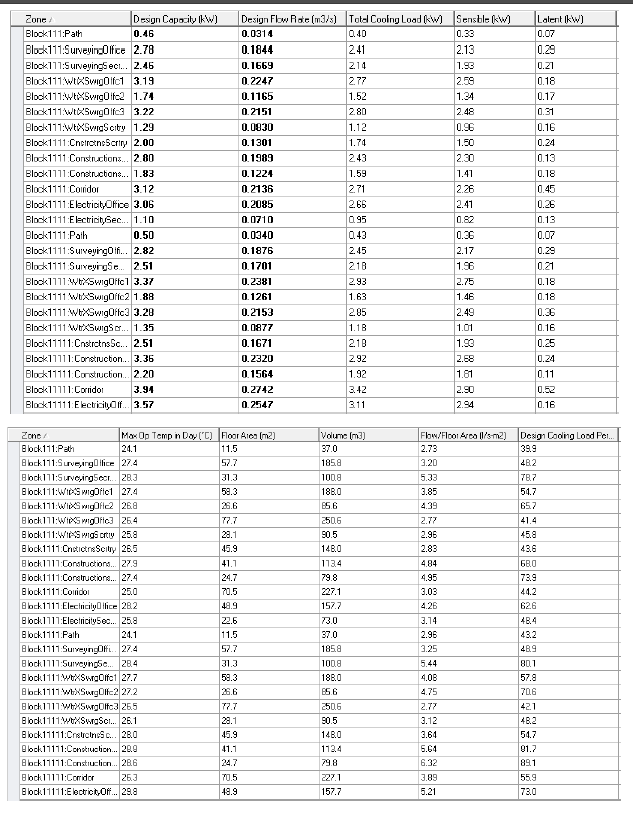 Zone / Design Capacity (kW) Design Flow Rate (m3/s) Total Cooling Load (kW) Sensible (kW) Latent (kW)
Block111:Path 0.46 0.0314 0.40 0.33 0.07
Block111:SurveyingOffice 2.78 0.1844 2.41 2.13 0.29
Block111:SurveyingSecr... 2.46 0.1669 2.14 1.93 0.21
Block111:WtrXSwrgOffc1 3.19 0.2247 2.77 2.59 0.18
Block111:WtrXSwrgOffc2 1.74 0.1165 1.52 1.34 0.17
Block111:WtrXSwrgOffc3 3.22 0.2151 2.80 2.48 0.31
Block111:WtrXSwrgScrtry 1.29 0.0830 1.12 0.96 0.16
Block1111:CnstrctnsScrtry 2.00 0.1301 1.74 1.50 0.24
Block1111:Constructions... 2.80 0.1989 2.43 2.30 0.13
Block1111:Constructions... 1.83 0.1224 1.59 1.41 0.18
Block1111:Corridor 3.12 0.2136 2.71 2.26 0.45
Block1111:ElectricityOffice 3.06 0.2085 2.66 2.41 0.26
Block1111:ElectricitySec... 1.10 0.0710 0.95 0.82 0.13
Block1111:Path 0.50 0.0340 0.43 0.36 0.07
Block1111:SurveyingOffi... 2.82 0.1876 2.45 2.17 0.29
Block1111:SurveyingSe... 2.51 0.1701 2.18 1.96 0.21
Block1111:WtrXSwrgOffc1 3.37 0.2381 2.93 2.75 0.18
Block1111:WtrXSwrgOffc2 1.88 0.1261 1.63 1.46 0.18
Block1111:WtrXSwrgOffc3 3.28 0.2153 2.85 2.49 0.36
Block1111:WtrXSwrgScr... 1.35 0.0877 1.18 1.01 0.16
Block11111:CnstrctnsSc... 2.51 0.1671 2.18 1.93 0.25
Block11111:Construction... 3.36 0.2320 2.92 2.68 0.24
Block11111:Construction... 2.20 0.1564 1.92 1.81 0.11
Block11111:Corridor 3.94 0.2742 3.42 2.90 0.52
Block11111:ElectricityOff... 3.57 0.2547 3.11 2.94 0.16
Zone / Max Op Temp in Day (°C) Floor Area (m2) Volume (m3) Flow/Floor Area (l/s-m2) Design Cooling Load Per...
Block111:Path 24.1 11.5 37.0 2.73 39.9
Block111:SurveyingOffice 27.4 57.7 185.8 3.20 48.2
Block111:SurveyingSecr... 28.3 31.3 100.8 5.33 78.7
Block111:WtrXSwrgOffc1 27.4 58.3 188.0 3.85 54.7
Block111:WtrXSwrgOffc2 26.8 26.6 85.6 4.39 65.7
Block111:WtrXSwrgOffc3 26.4 77.7 250.6 2.77 41.4
Block111:WtrXSwrgScrtry 25.8 28.1 90.5 2.96 45.8
Block1111:CnstrctnsScrtry 26.5 45.9 148.0 2.83 43.6
Block1111:Constructions... 27.9 41.1 113.4 4.84 68.0
Block1111:Constructions... 27.4 24.7 79.8 4.95 73.9
Block1111:Corridor 25.0 70.5 227.1 3.03 44.2
Block1111:ElectricityOffice 28.2 48.9 157.7 4.26 62.6
Block1111:ElectricitySec... 25.8 22.6 73.0 3.14 48.4
Block1111:Path 24.1 11.5 37.0 2.96 43.2
Block1111:SurveyingOffi... 27.4 57.7 185.8 3.25 48.9
Block1111:SurveyingSe... 28.4 31.3 100.8 5.44 80.1
Block1111:WtrXSwrgOffc1 27.7 58.3 188.0 4.08 57.8
Block1111:WtrXSwrgOffc2 27.2 26.6 85.6 4.75 70.6
Block1111:WtrXSwrgOffc3 26.5 77.7 250.6 2.77 42.1
Block1111:WtrXSwrgScr... 26.1 28.1 90.5 3.12 48.2
Block11111:CnstrctnsSc... 28.0 45.9 148.0 3.64 54.7
Block11111:Construction... 28.8 41.1 113.4 5.64 81.7
Block11111:Construction... 28.6 24.7 79.8 6.32 89.1
Block11111:Corridor 26.3 70.5 227.1 3.89 55.9
Block11111:ElectricityOff... 29.8 48.9 157.7 5.21 73.0